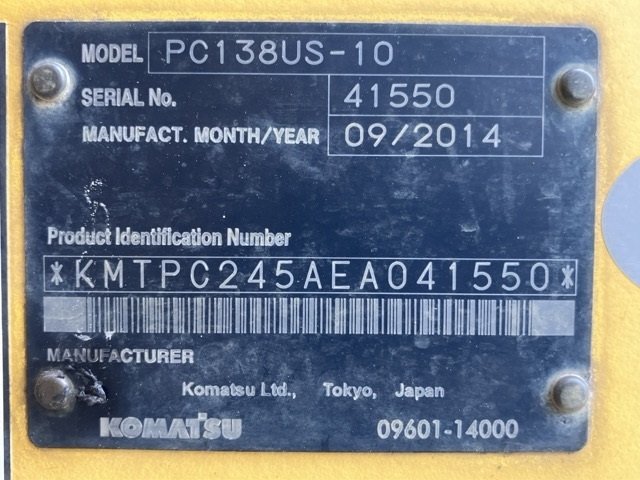 MODEL PC138US-10
SERIAL No. 41550
MANUFACT. MONTH/YEAR 09/2014
Product Identification Number
*KMTPC245AEA041550*
MANUFACTURER
Komatsu Ltd., Tokyo, Japan
KOMATSU 09601-14000